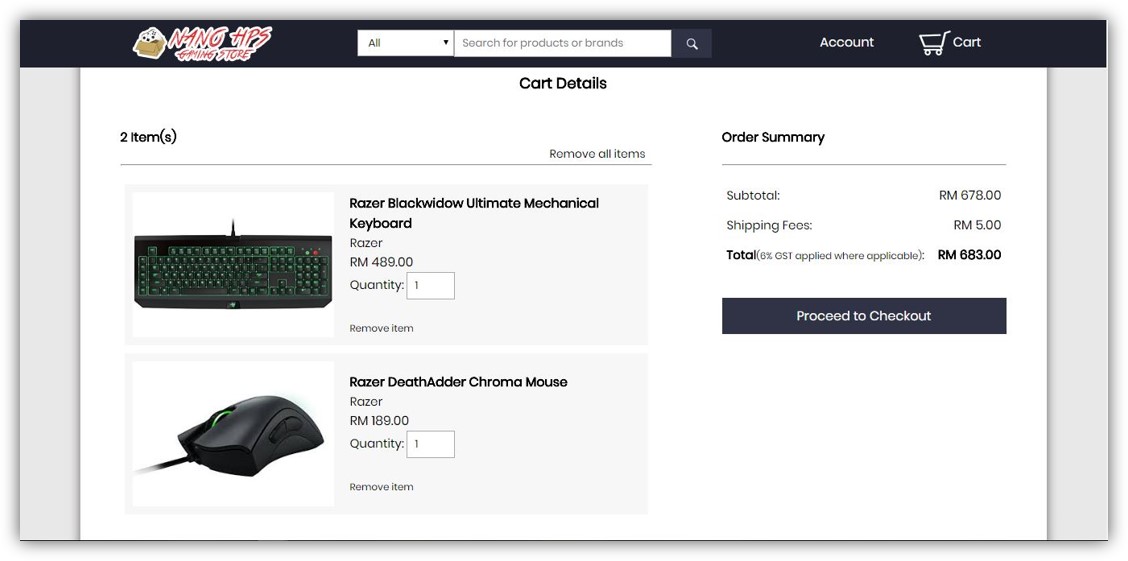 NANO HPS
GAMING STORE
All
Search for products or brands
Account
Cart
Cart Details
2 Item(s)
Remove all items
Razer Blackwidow Ultimate Mechanical
Keyboard
Razer
RM 489.00
Quantity: 1
Remove item
Razer DeathAdder Chroma Mouse
Razer
RM 189.00
Quantity: 1
Remove item
Order Summary
Subtotal: RM 678.00
Shipping Fees: RM 5.00
Total(6% GST applied where applicable): RM 683.00
Proceed to Checkout